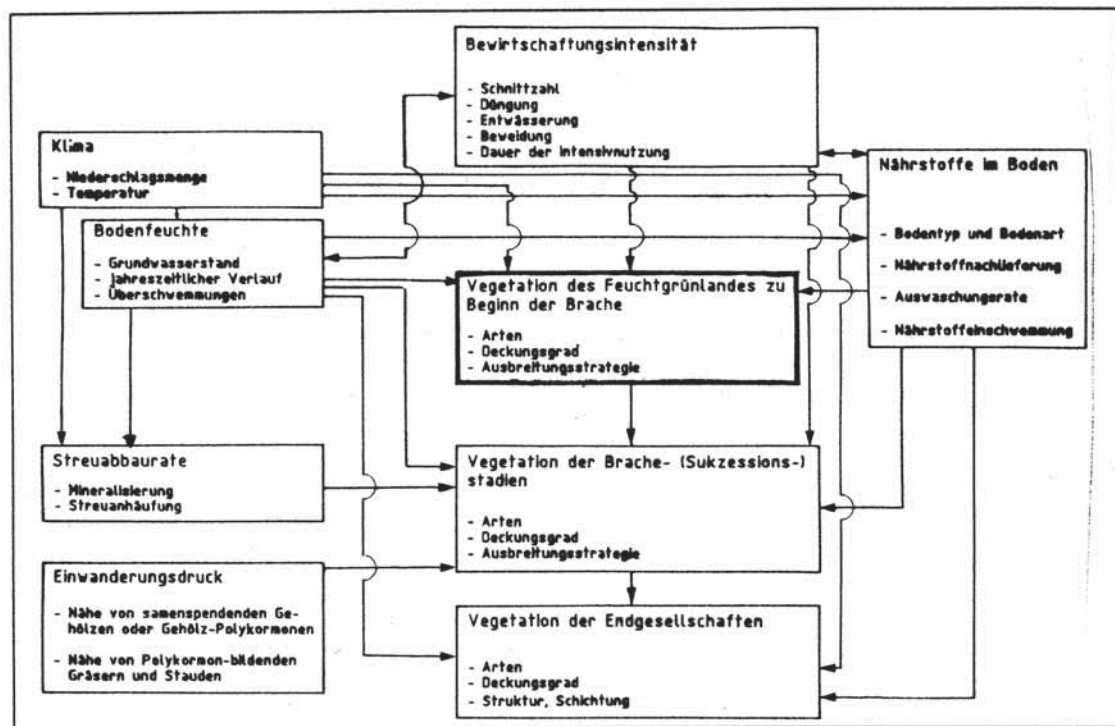 Bewirtschaftungsintensität
- Schnittzahl
- Düngung
- Entwässerung
- Beweidung
- Dauer der Intensivnutzung
Klima
- Niederschlagsmenge
- Temperatur
Nährstoffe im Boden
- Bodentyp und Bodenart
- Nährstoffnachlieferung
- Auswaschungsrate
- Nährstoffeinschwemmung
Bodenfeuchte
- Grundwasserstand
- Jahreszeitlicher Verlauf
- Überschwemmungen
Vegetation des Feuchtgrünlandes zu
Beginn der Brache
- Arten
- Deckungsgrad
- Ausbreitungsstrategie
Streuabbaurate
- Mineralisierung
- Streuanhäufung
Vegetation der Brache- (Sukzessions-)
stadien
- Arten
- Deckungsgrad
- Ausbreitungsstrategie
Einwanderungsdruck
- Nähe von samenspendenden Ge-
hölzen oder Gehölz-Polykormonen
- Nähe von Polykormon-bildenden
Gräsern und Stauden
Vegetation der Endgesellschaften
- Arten
- Deckungsgrad
- Struktur, Schichtung